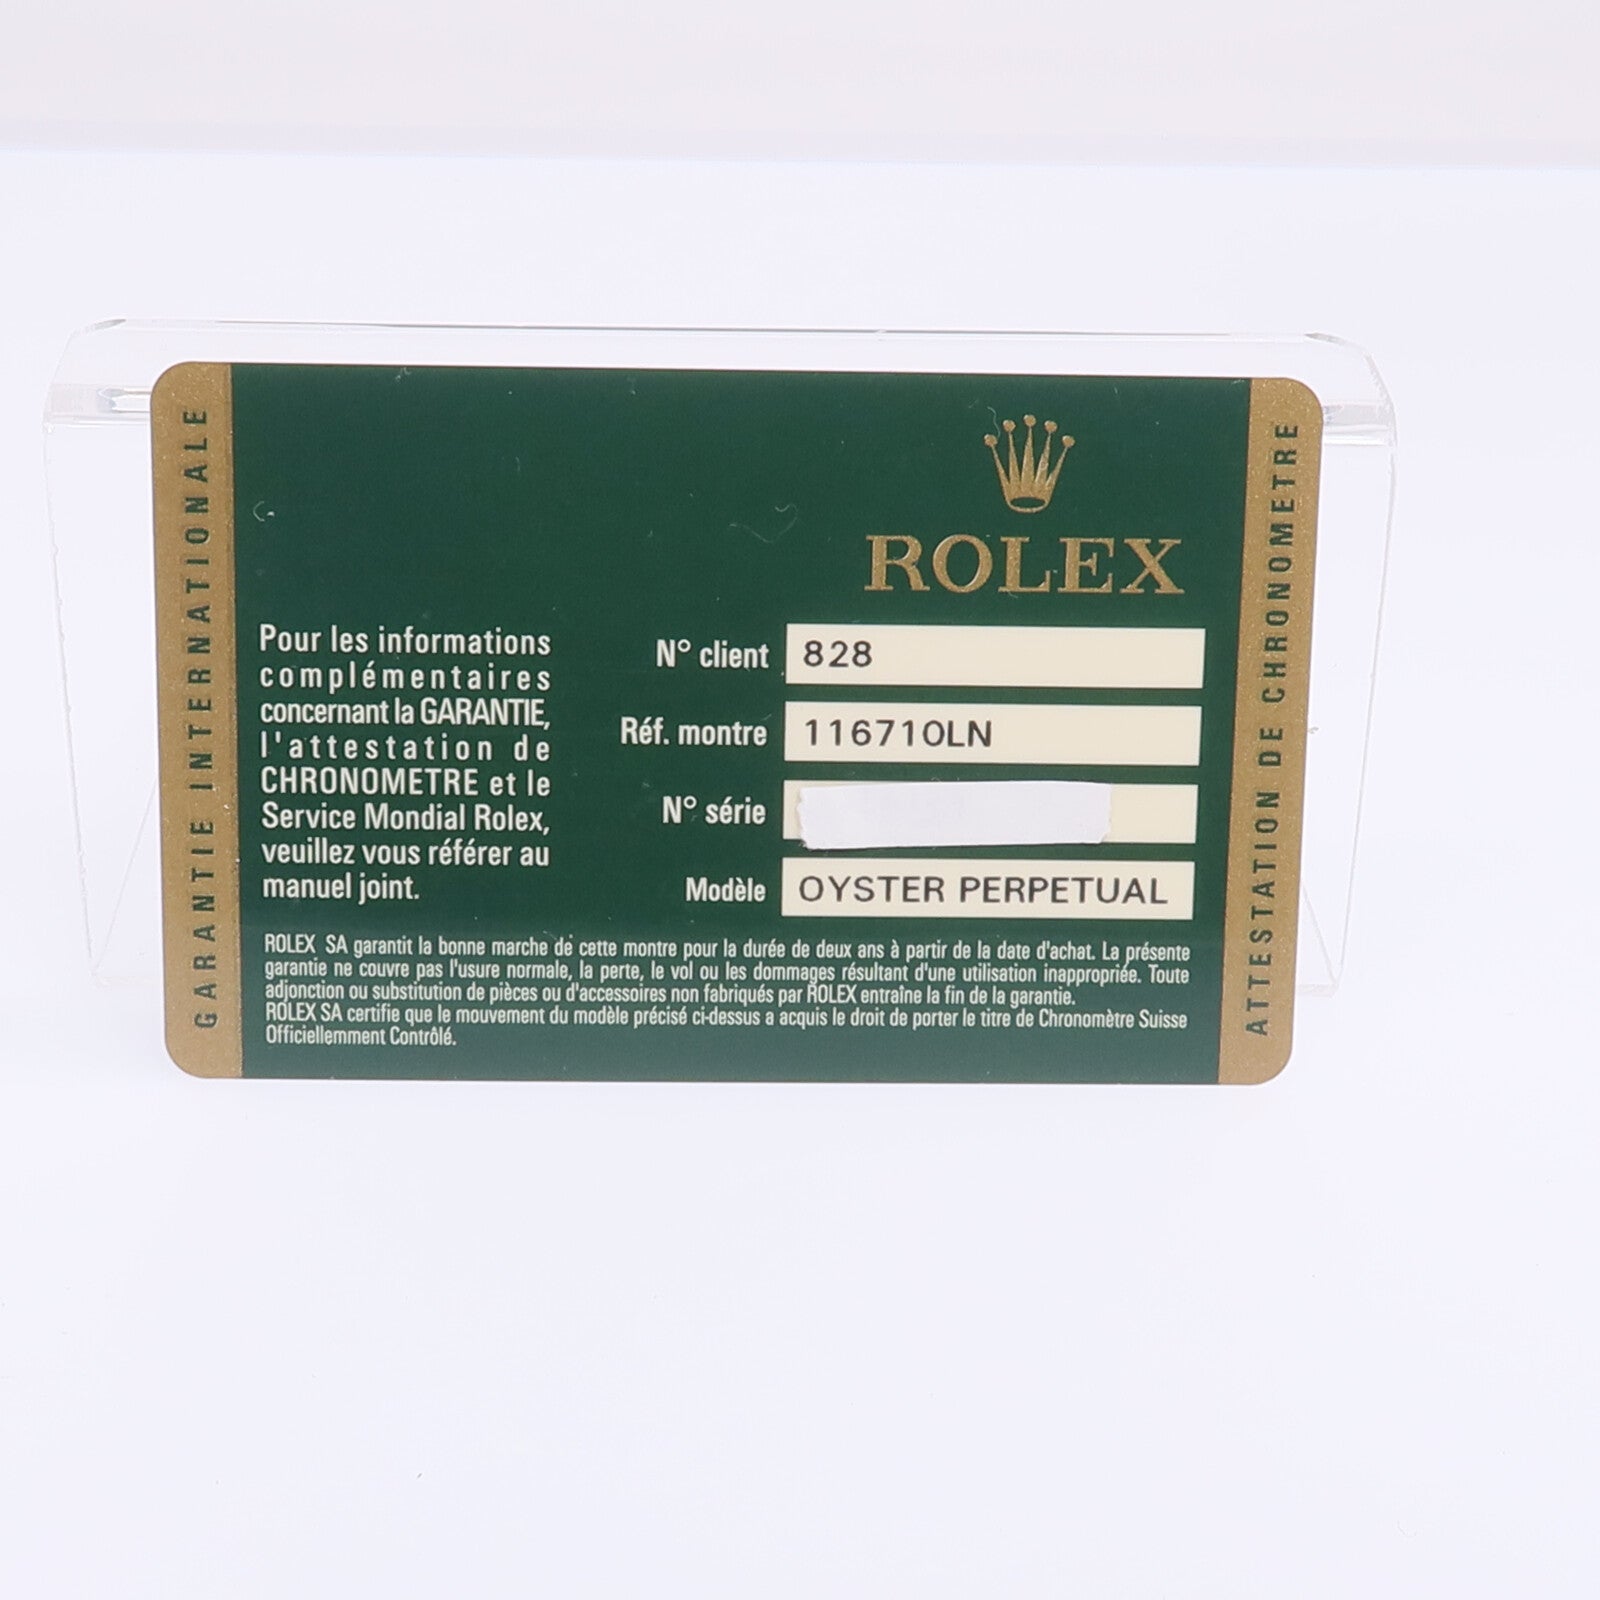 GARANTIE INTERNATIONALE
ROLEX
Pour les informations
complémentaires
concernant la GARANTIE,
l'attestation de
CHRONOMETRE et le
Service Mondial Rolex,
veuillez vous référer au
manuel joint.
N° client 828
Réf. montre 116710LN
N° série
Modèle OYSTER PERPETUAL
ROLEX SA garantit la bonne marche de cette montre pour la durée de deux ans à partir de la date d'achat. La présente
garantie ne couvre pas l'usure normale, la perte, le vol ou les dommages résultant d'une utilisation inappropriée. Toute
adjonction ou substitution de pièces ou d'accessoires non fabriqués par ROLEX entraîne la fin de la garantie.
ROLEX SA certifie que le mouvement du modèle précisé ci-dessus a acquis le droit de porter le titre de Chronomètre Suisse
Officiellemment Contrôlé.
ATTESTATION DE CHRONOMETRE